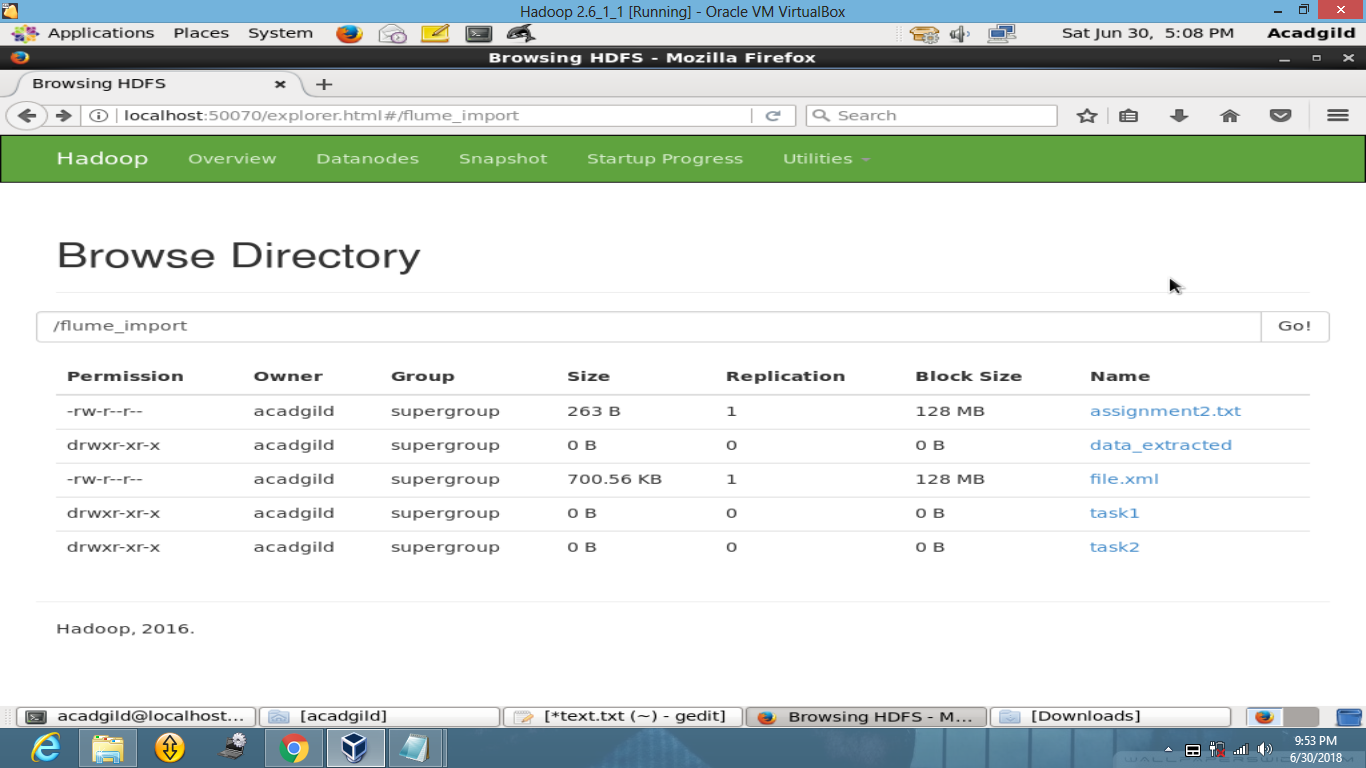 Hadoop 2.6_1_1 [Running] - Oracle VM VirtualBox
Applications Places System Sat Jun 30, 5:08 PM Acadgild
Browsing HDFS - Mozilla Firefox
Browsing HDFS
localhost:50070/explorer.html#/flume_import Search
Hadoop Overview Datanodes Snapshot Startup Progress Utilities
Browse Directory
/flume_import Go!
Permission Owner Group Size Replication Block Size Name
-rw-r--r-- acadgild supergroup 263 B 1 128 MB assignment2.txt
drwxr-xr-x acadgild supergroup 0 B 0 0 B data_extracted
-rw-r--r-- acadgild supergroup 700.56 KB 1 128 MB file.xml
drwxr-xr-x acadgild supergroup 0 B 0 0 B task1
drwxr-xr-x acadgild supergroup 0 B 0 0 B task2
Hadoop, 2016.
acadgild@localhost... [acadgild] [*text.txt (~) - gedit] Browsing HDFS - M... [Downloads]
9:53 PM
6/30/2018